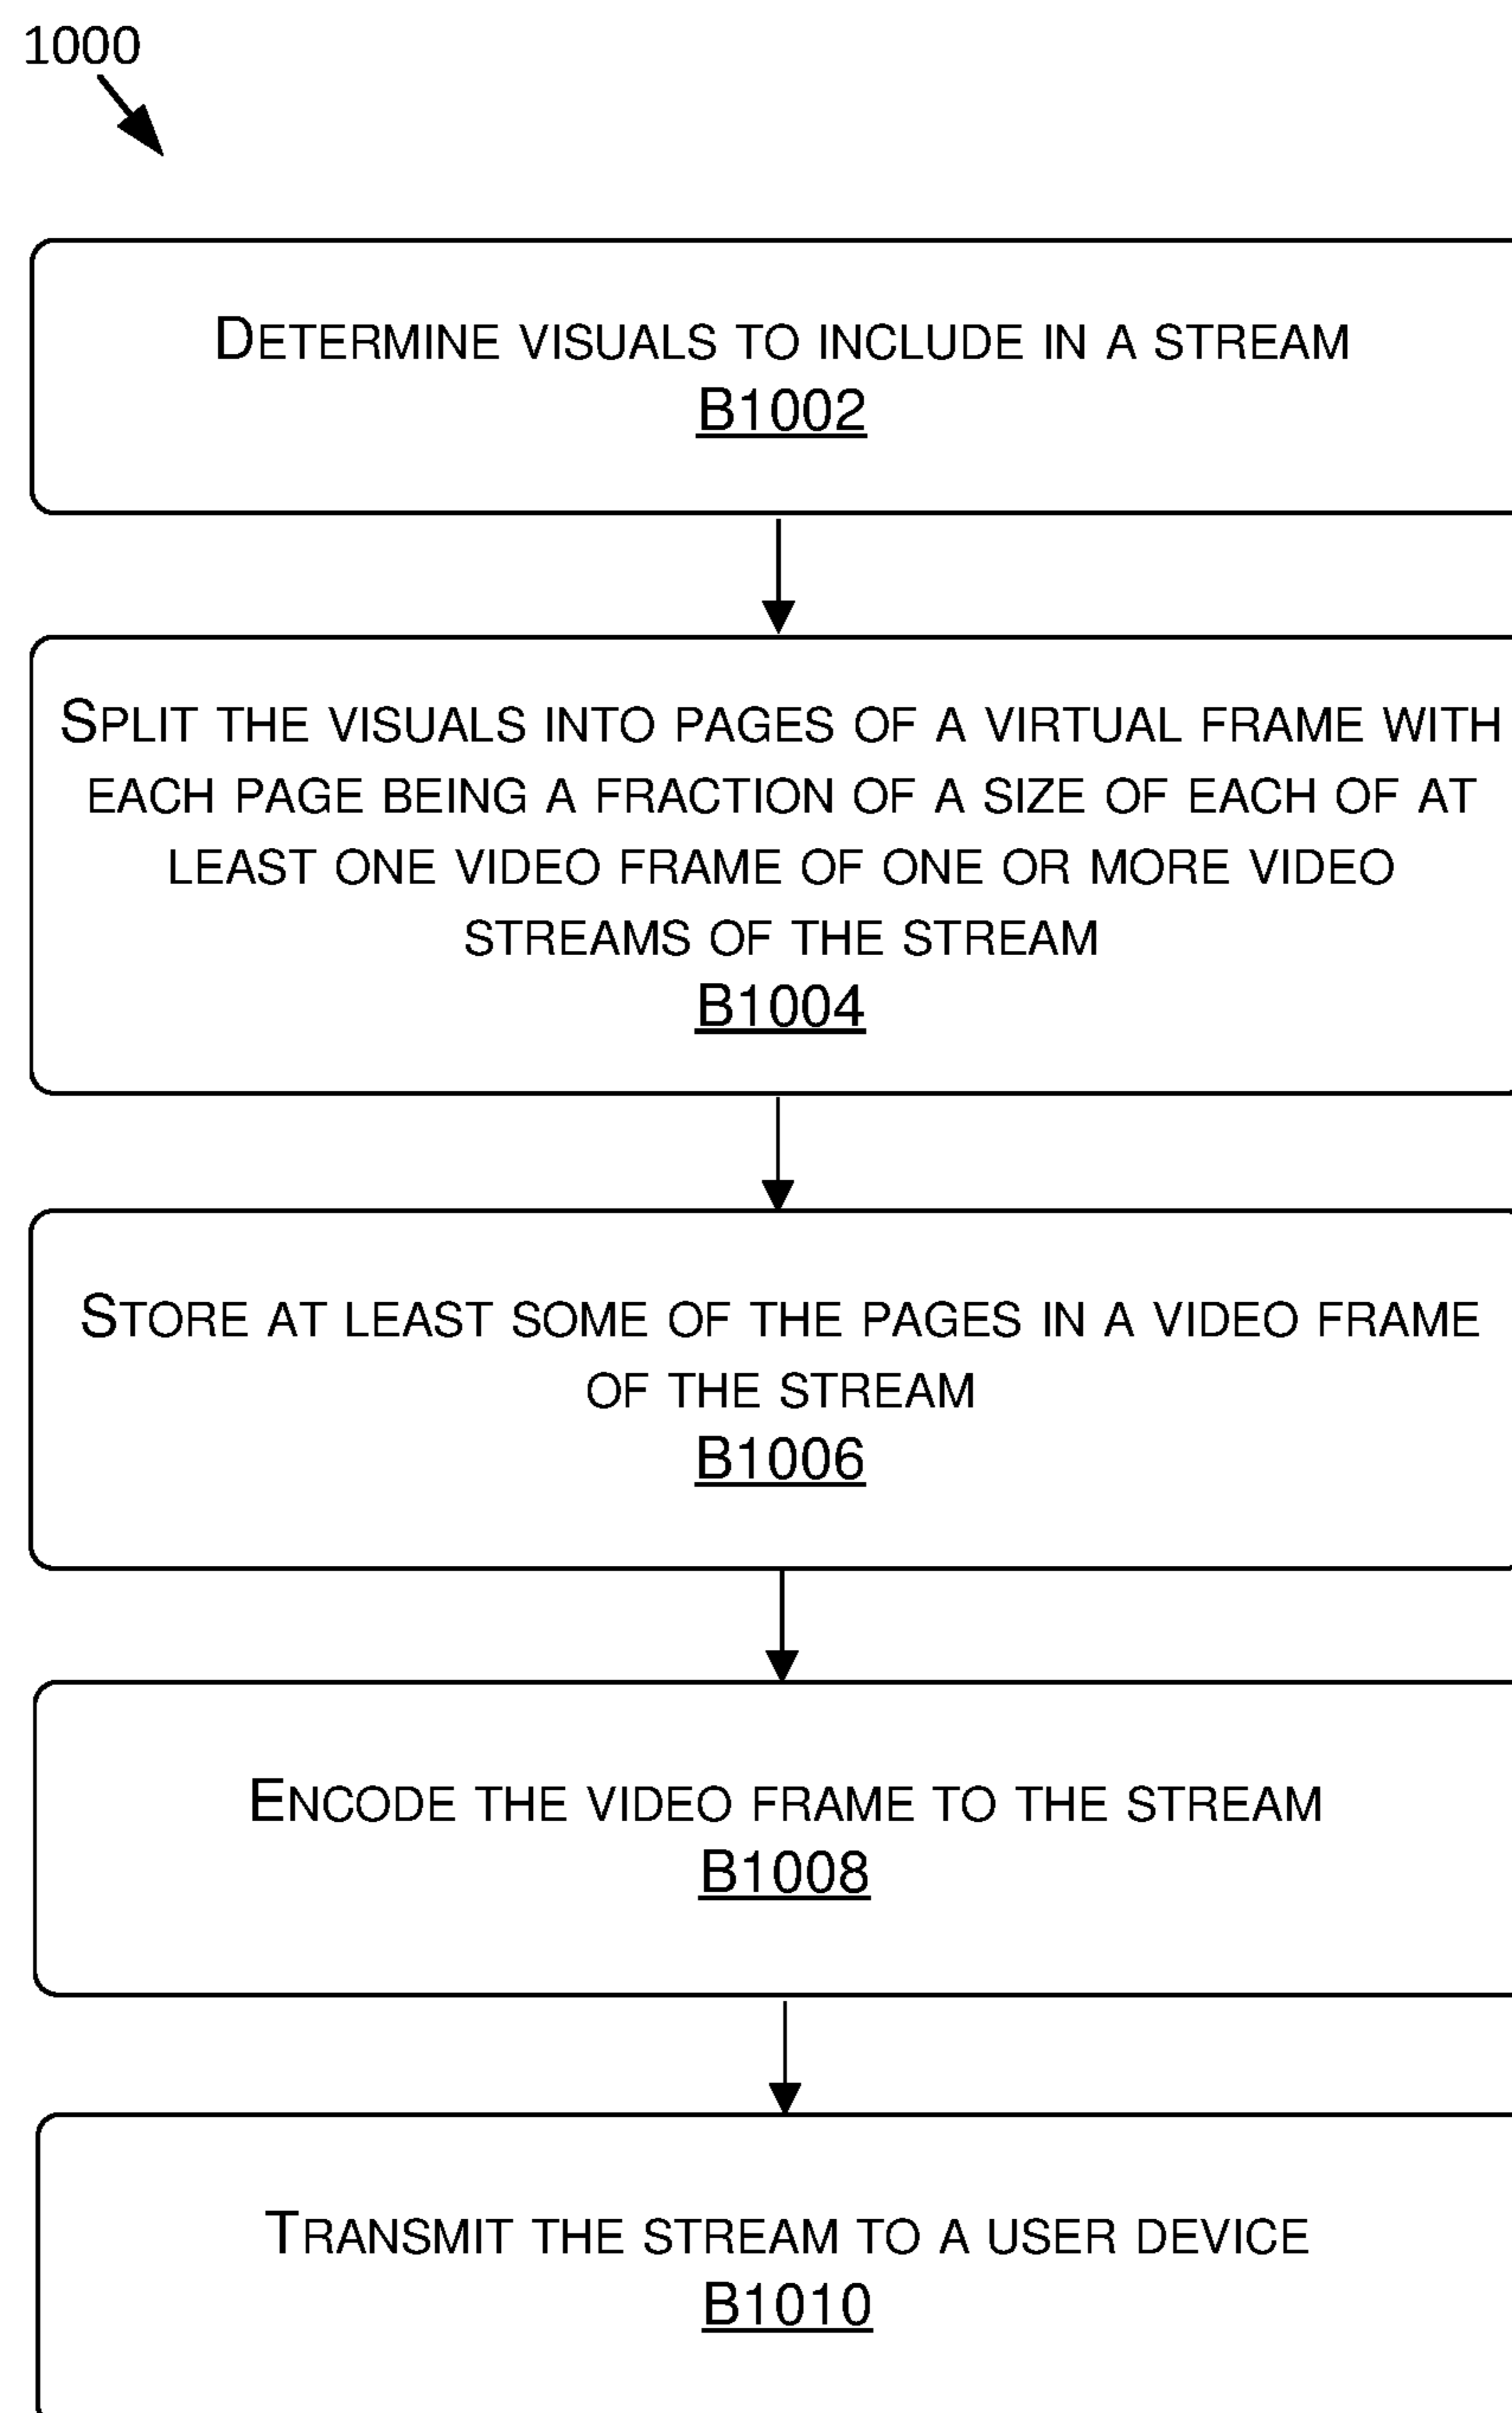 1000
DETERMINE VISUALS TO INCLUDE IN A STREAM
B1002
SPLIT THE VISUALS INTO PAGES OF A VIRTUAL FRAME WITH
EACH PAGE BEING A FRACTION OF A SIZE OF EACH OF AT
LEAST ONE VIDEO FRAME OF ONE OR MORE VIDEO
STREAMS OF THE STREAM
B1004
STORE AT LEAST SOME OF THE PAGES IN A VIDEO FRAME
OF THE STREAM
B1006
ENCODE THE VIDEO FRAME TO THE STREAM
B1008
TRANSMIT THE STREAM TO A USER DEVICE
B1010